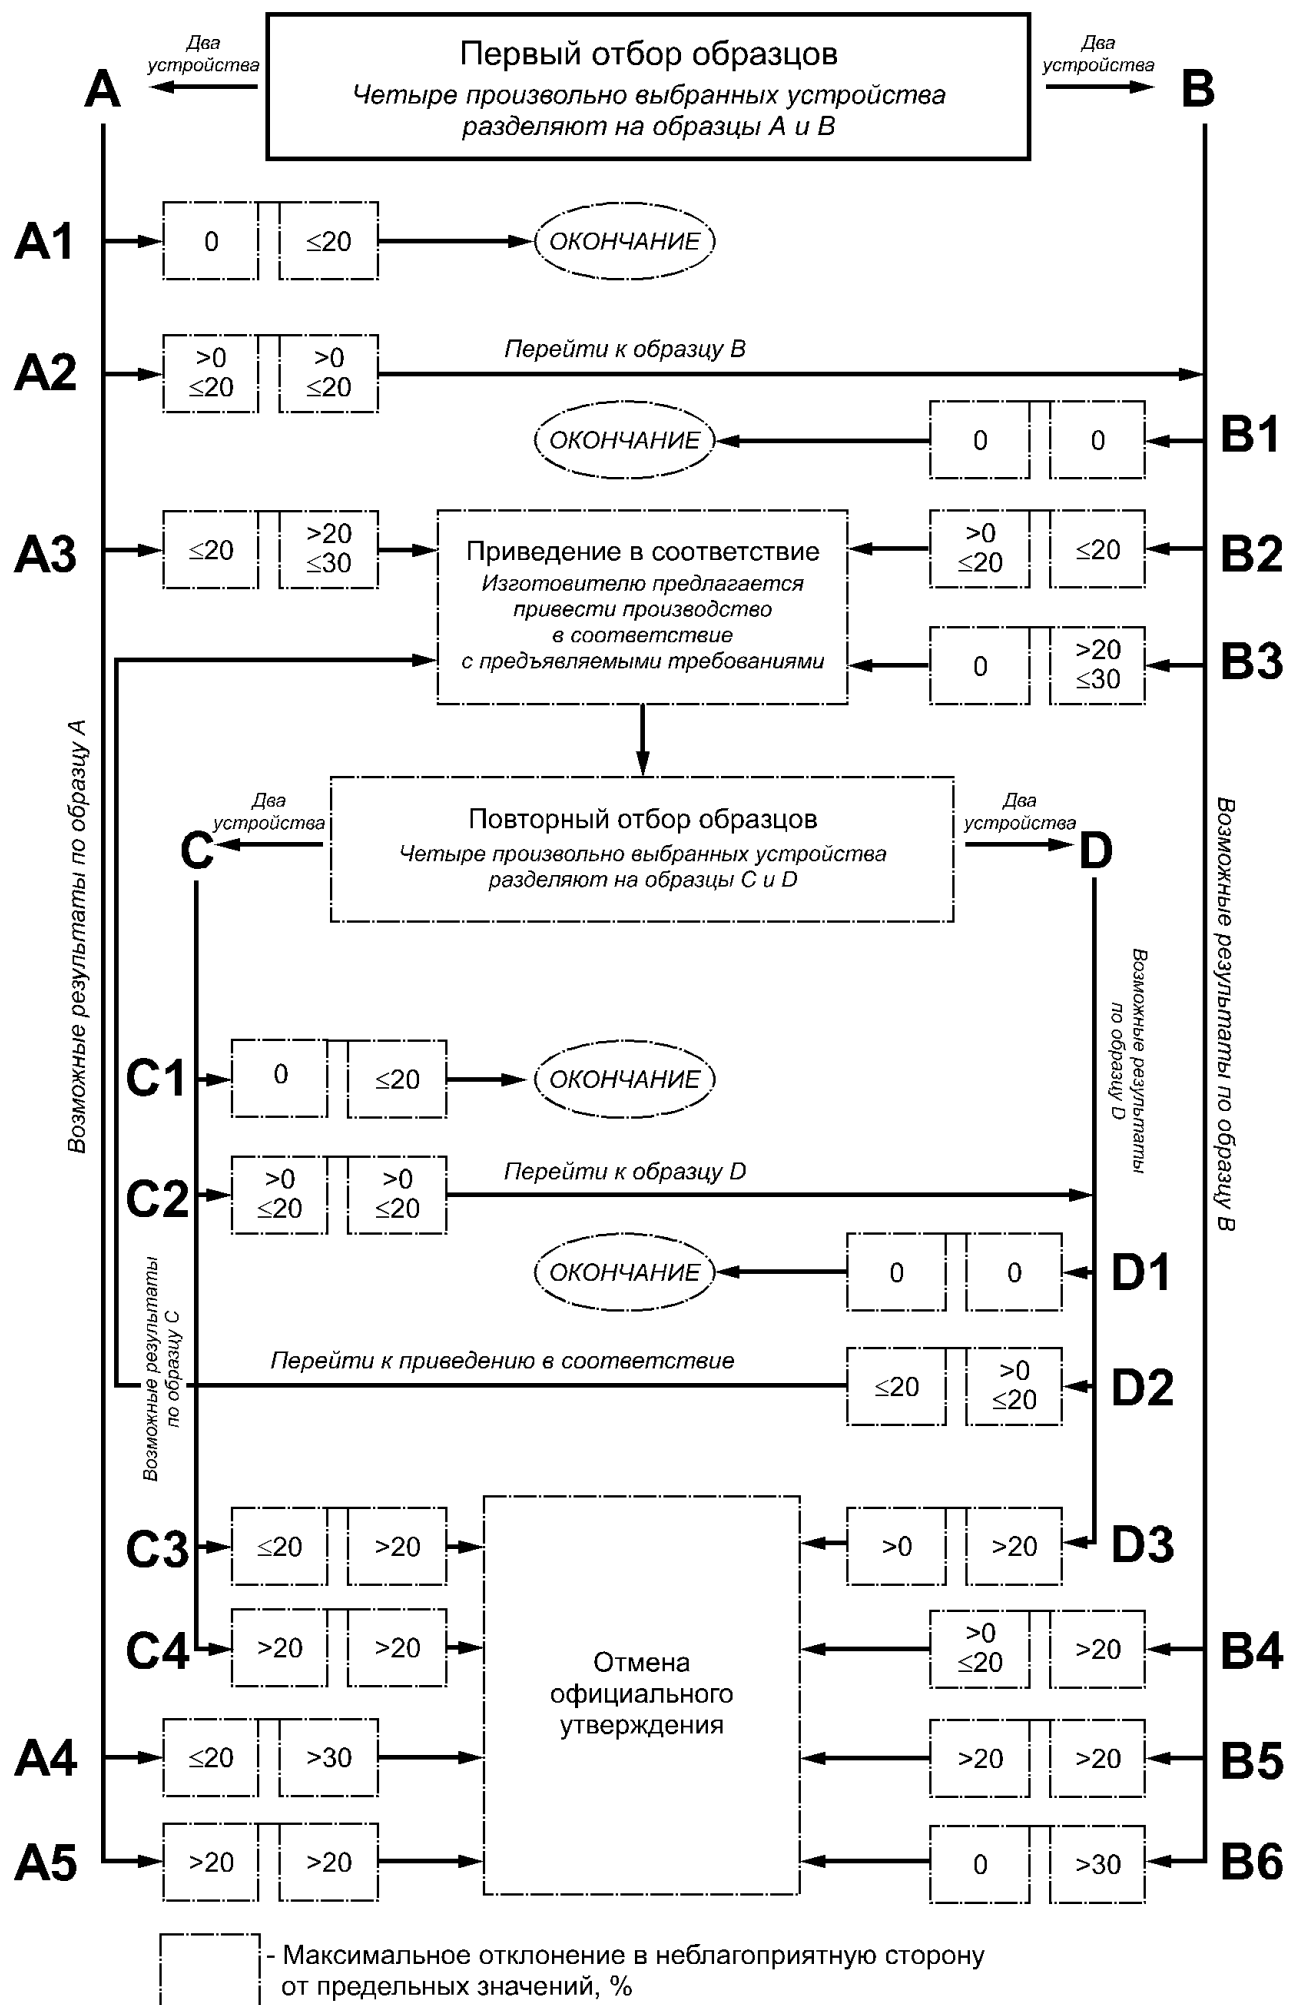 Два
устройства
Первый отбор образцов
Четыре произвольно выбранных устройства
разделяют на образцы A и B
Два
устройства
A
B
A1
0
≤20
ОКОНЧАНИЕ
A2
>0
≤20
>0
≤20
Перейти к образцу B
ОКОНЧАНИЕ
0
0
B1
A3
≤20
>20
≤30
Приведение в соответствие
Изготовителю предлагается
привести производство
в соответствие
с предъявляемыми требованиями
>0
≤20
≤20
B2
0
>20
≤30
B3
Возможные результаты по образцу A
Возможные результаты по образцу B
Два
устройства
Повторный отбор образцов
Четыре произвольно выбранных устройства
разделяют на образцы C и D
Два
устройства
C
D
Возможные результаты
по образцу D
C1
0
≤20
ОКОНЧАНИЕ
C2
>0
≤20
>0
≤20
Перейти к образцу D
Возможные результаты
по образцу C
ОКОНЧАНИЕ
0
0
D1
Перейти к приведению в соответствие
≤20
>0
≤20
D2
C3
≤20
>20
>0
>20
D3
C4
>20
>20
Отмена
официального
утверждения
>0
≤20
>20
B4
A4
≤20
>30
>20
>20
B5
A5
>20
>20
0
>30
B6
- Максимальное отклонение в неблагоприятную сторону
от предельных значений, %